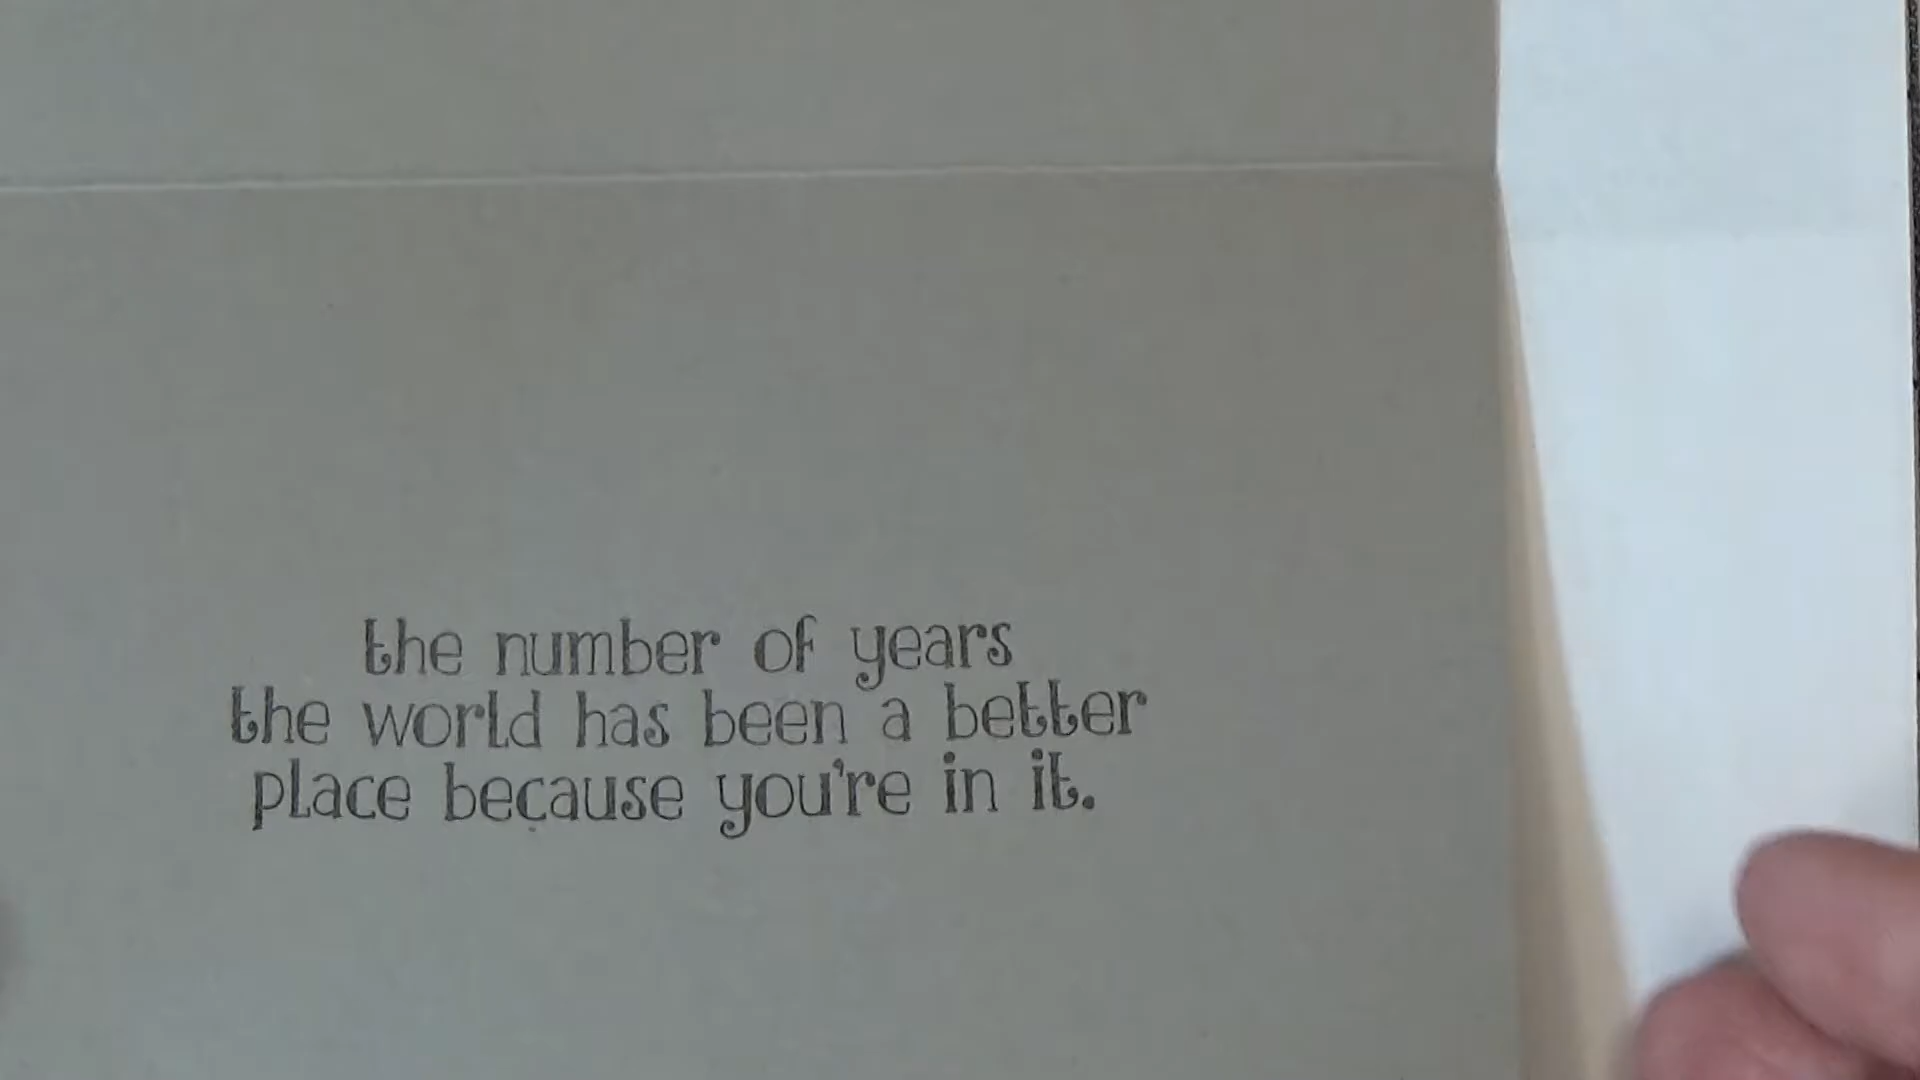 the number of years
the world has been a better
place because you're in it.